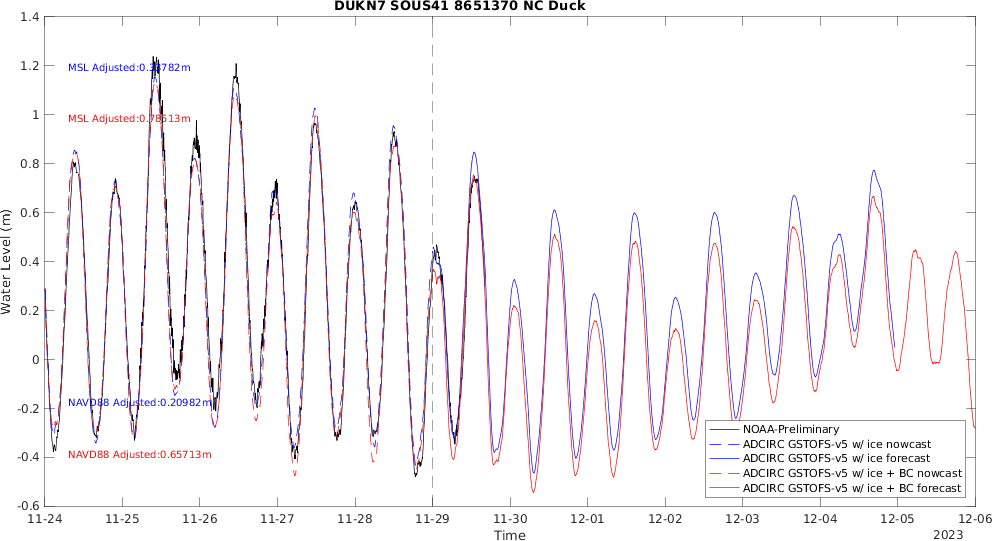 DUKN7 SOUS41 8651370 NC Duck
1.4
1.2
1
0.8
0.6
0.4
0.2
0
-0.2
-0.4
-0.6
Water Level (m)
MSL Adjusted:
MSL Adjusted:0.78513m
NAVD88 Adjusted:0.20982m
NAVD88 Adjusted:0.65713m
NOAA-Preliminary
ADCIRC GSTOFS-v5 w/ ice nowcast
ADCIRC GSTOFS-v5 w/ ice forecast
ADCIRC GSTOFS-v5 w/ ice + BC nowcast
ADCIRC GSTOFS-v5 w/ ice + BC forecast
11-24 11-25 11-26 11-27 11-28 11-29 11-30 12-01 12-02 12-03 12-04 12-05 12-06
Time
2023